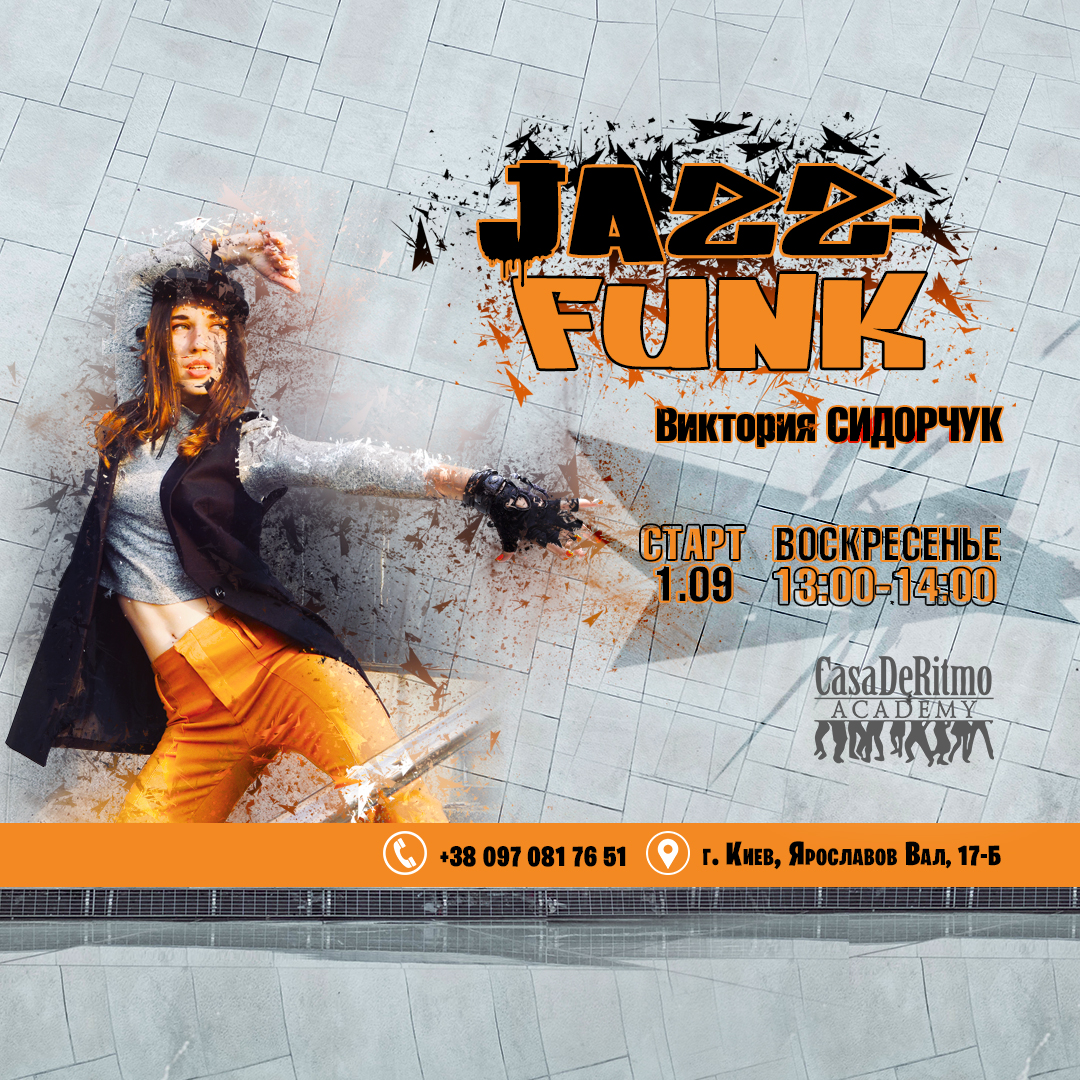 JAZZ-
FUNK
Виктория СИДОРЧУК
СТАРТ ВОСКРЕСЕНЬЕ
1.09 13:00-14:00
CasaDeRitmo
ACADEMY
+38 097 081 76 51 г. Киев, Ярославов Вал, 17-Б